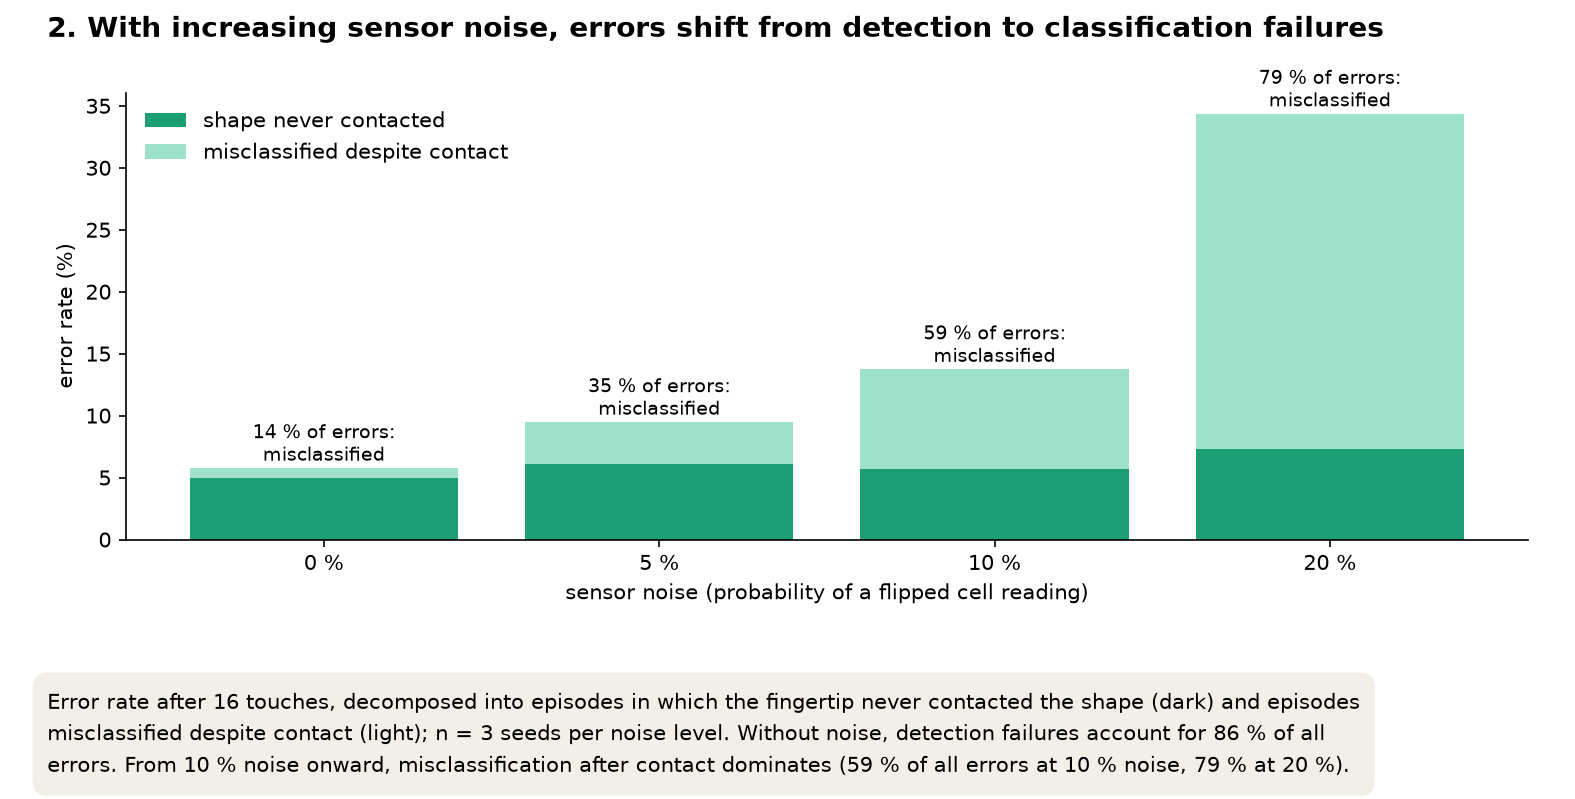 2. With increasing sensor noise, errors shift from detection to classification failures
79 % of errors:
misclassified
35
shape never contacted
misclassified despite contact
30
25
20
15
10
5
0
error rate (%)
59 % of errors:
misclassified
35 % of errors:
misclassified
14 % of errors:
misclassified
0 %
5 %
10 %
20 %
sensor noise (probability of a flipped cell reading)
Error rate after 16 touches, decomposed into episodes in which the fingertip never contacted the shape (dark) and episodes
misclassified despite contact (light); n = 3 seeds per noise level. Without noise, detection failures account for 86 % of all
errors. From 10 % noise onward, misclassification after contact dominates (59 % of all errors at 10 % noise, 79 % at 20 %).